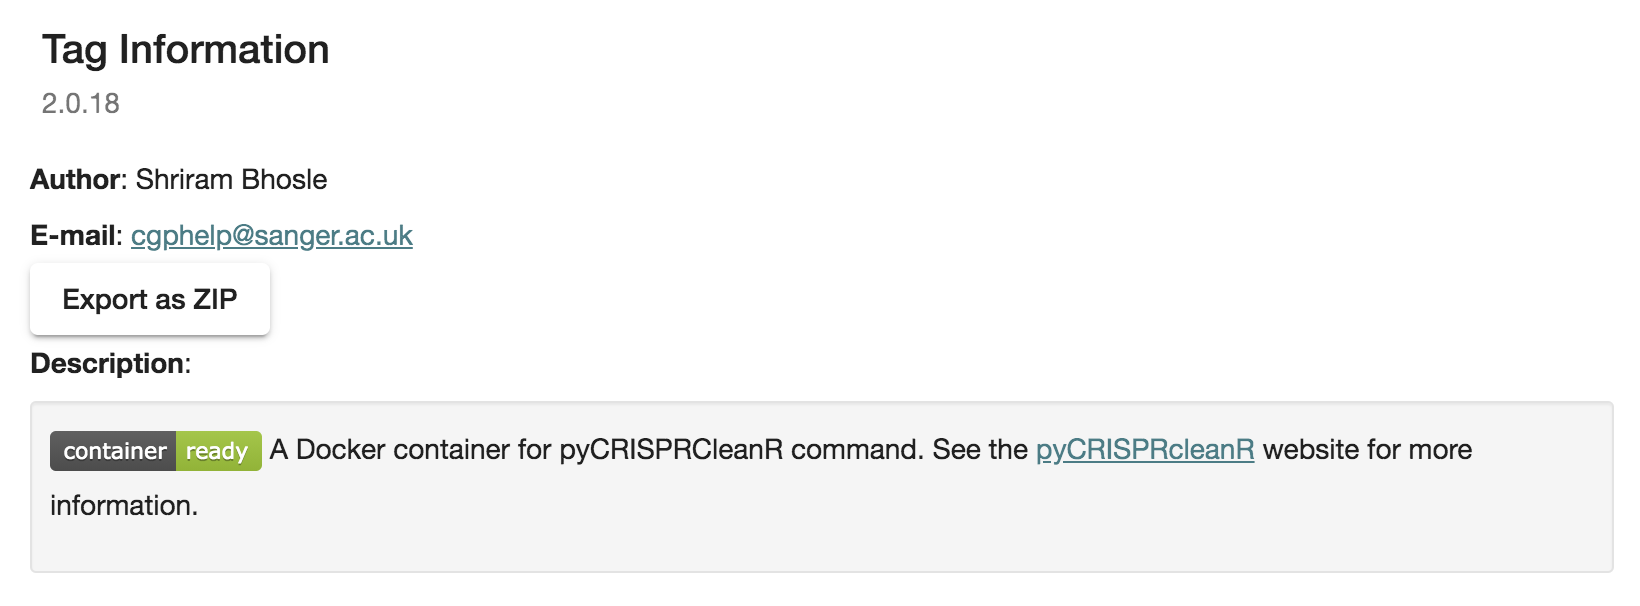 Tag Information
2.0.18
Author: Shriram Bhosle
E-mail: cgphelp@sanger.ac.uk
Export as ZIP
Description:
container ready A Docker container for pyCRISPRCleanR command. See the pyCRISPRcleanR website for more
information.